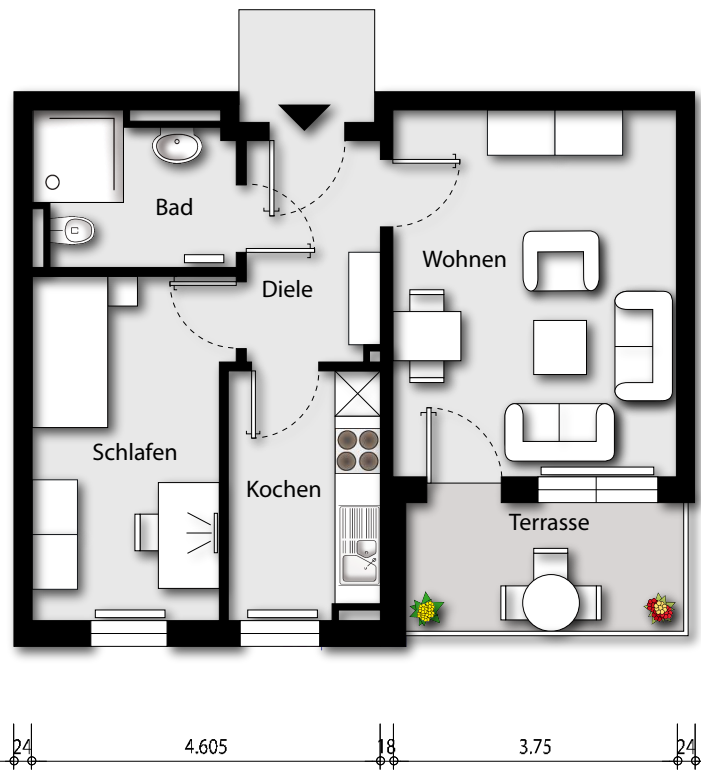 Bad
Wohnen
Diele
Schlafen
Kochen
Terrasse
24 4.605 18 3.75 24